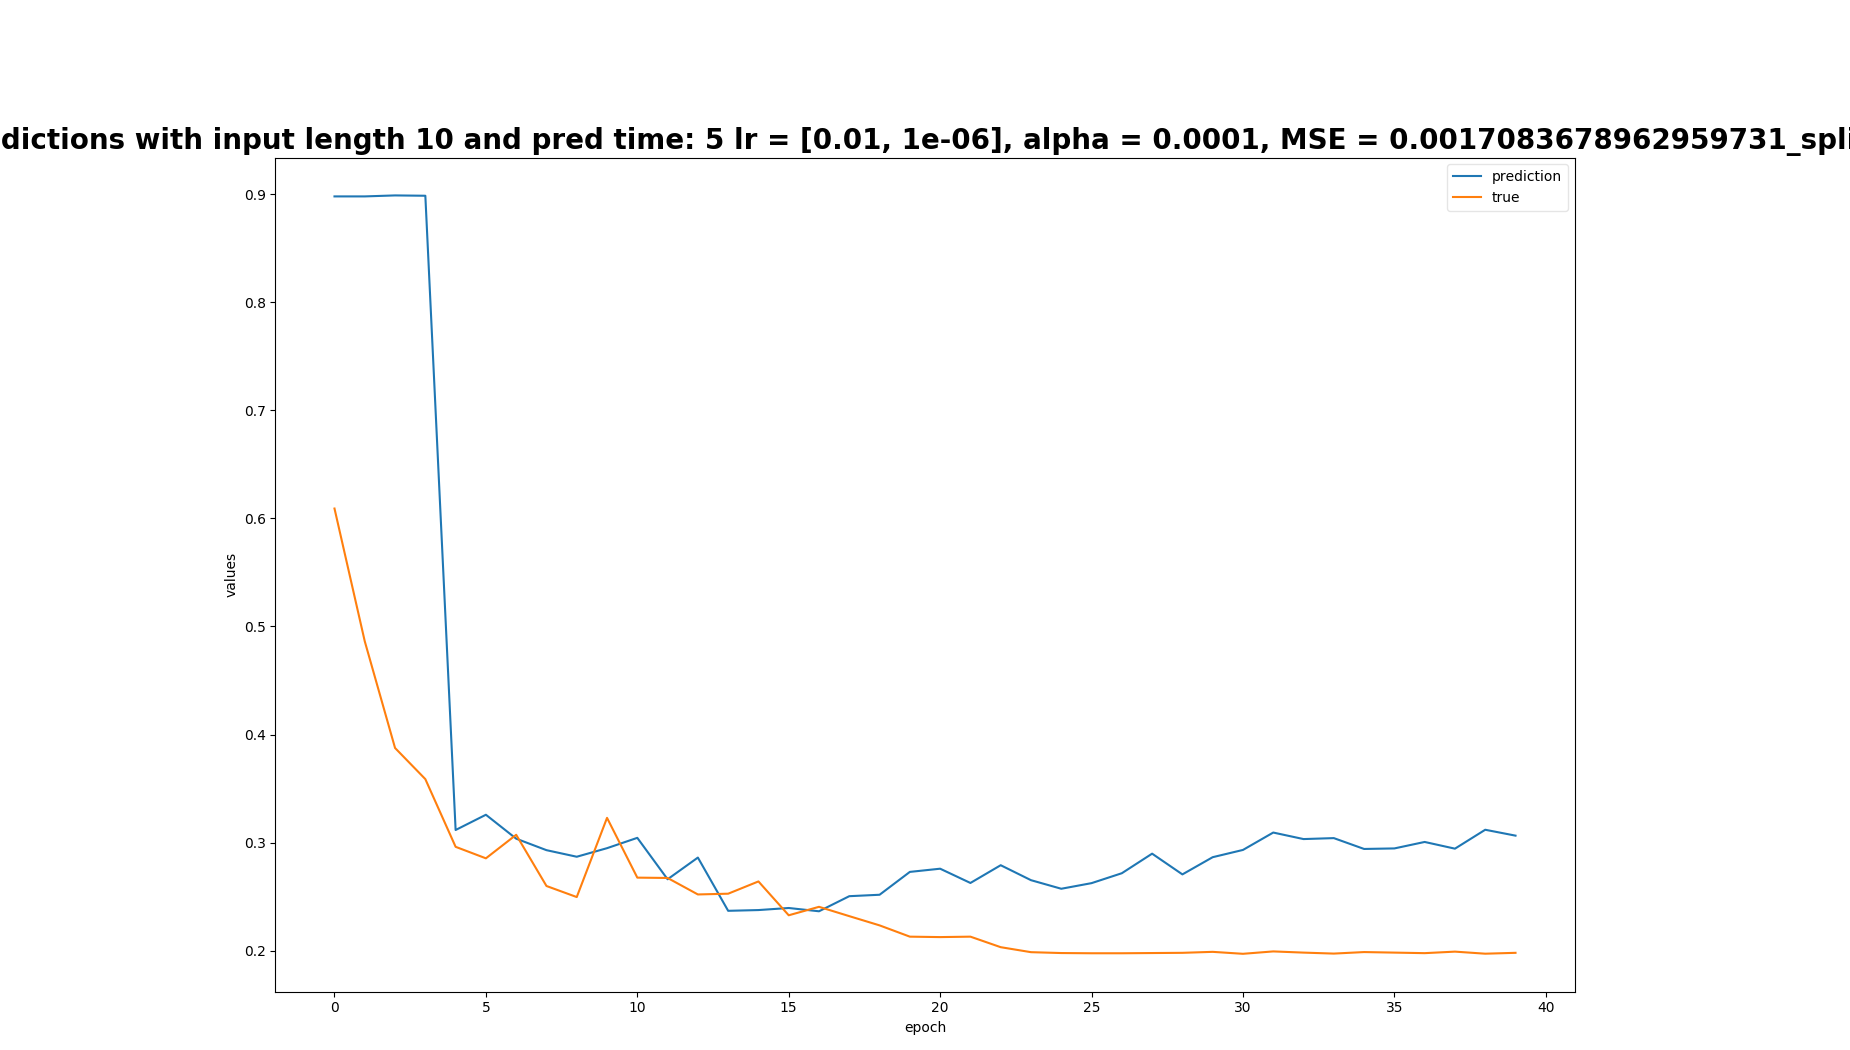 dictions with input length 10 and pred time: 5 lr = [0.01, 1e-06], alpha = 0.0001, MSE = 0.0017083678962959731_spli
prediction
true
0.9
0.8
0.7
0.6
0.5
0.4
0.3
0.2
values
0 5 10 15 20 25 30 35 40
epoch